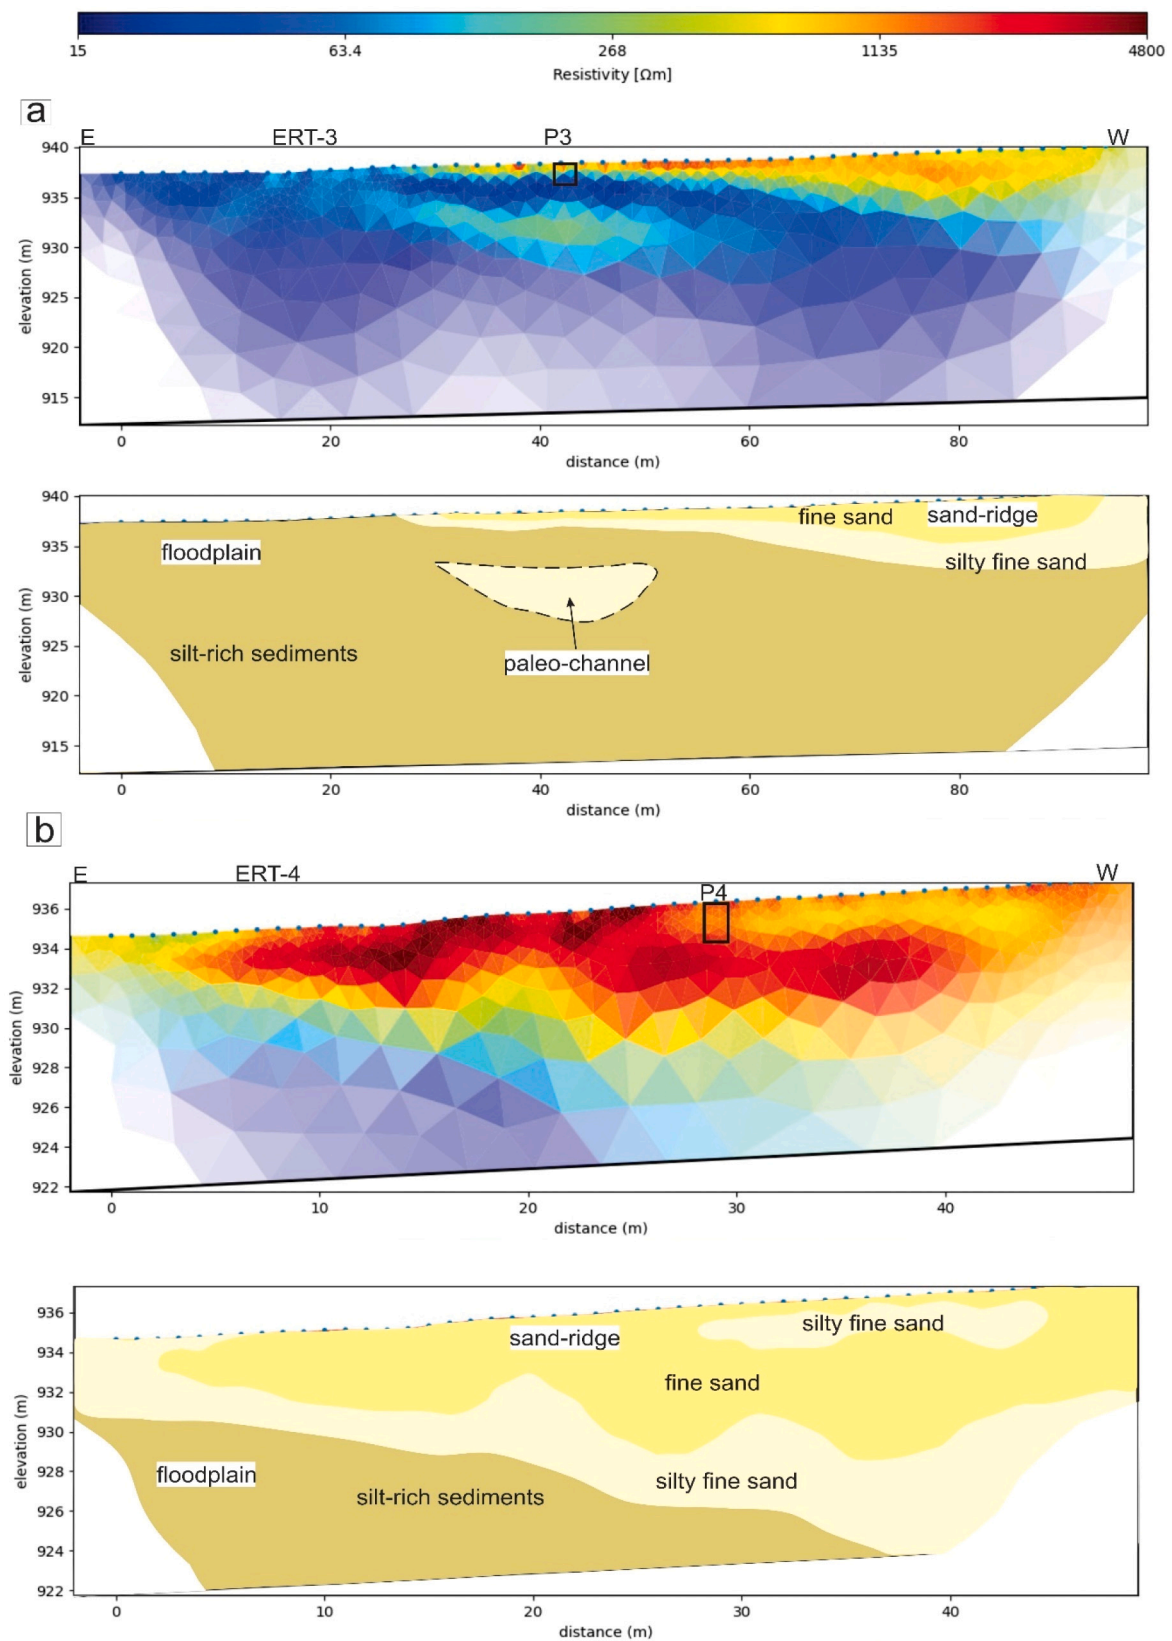 15 63.4 268 1135 4800
Resistivity [Ωm]
a
E ERT-3 P3 W
940
935
930
925
920
915
elevation (m)
0 20 40 60 80
distance (m)
940
935
930
925
920
915
elevation (m)
fine sand sand-ridge
floodplain
silty fine sand
silt-rich sediments
paleo-channel
0 20 40 60 80
distance (m)
b
E ERT-4 W
P4
936
934
932
930
928
926
924
922
elevation (m)
0 10 20 30 40
distance (m)
936
934
932
930
928
926
924
922
elevation (m)
silty fine sand
sand-ridge
fine sand
floodplain
silty fine sand
silt-rich sediments
0 10 20 30 40
distance (m)